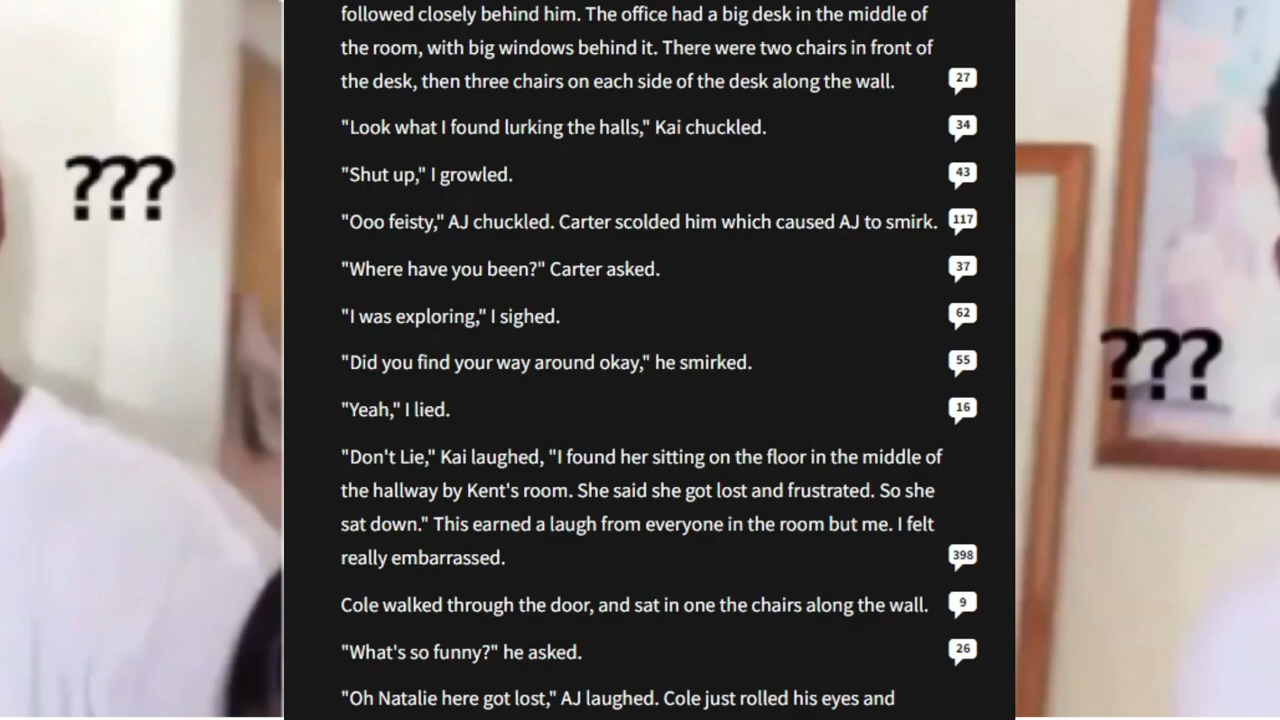 followed closely behind him. The office had a big desk in the middle of
the room, with big windows behind it. There were two chairs in front of
the desk, then three chairs on each side of the desk along the wall. 27
"Look what I found lurking the halls," Kai chuckled. 34
???
"Shut up," I growled. 43
"Ooo feisty," AJ chuckled. Carter scolded him which caused AJ to smirk. 117
"Where have you been?" Carter asked. 37
"I was exploring," I sighed. 62
"Did you find your way around okay," he smirked. 55
???
"Yeah," I lied. 16
"Don't Lie," Kai laughed, "I found her sitting on the floor in the middle of
the hallway by Kent's room. She said she got lost and frustrated. So she
sat down." This earned a laugh from everyone in the room but me. I felt
really embarrassed. 398
Cole walked through the door, and sat in one the chairs along the wall. 9
"What's so funny?" he asked. 26
"Oh Natalie here got lost," AJ laughed. Cole just rolled his eyes and